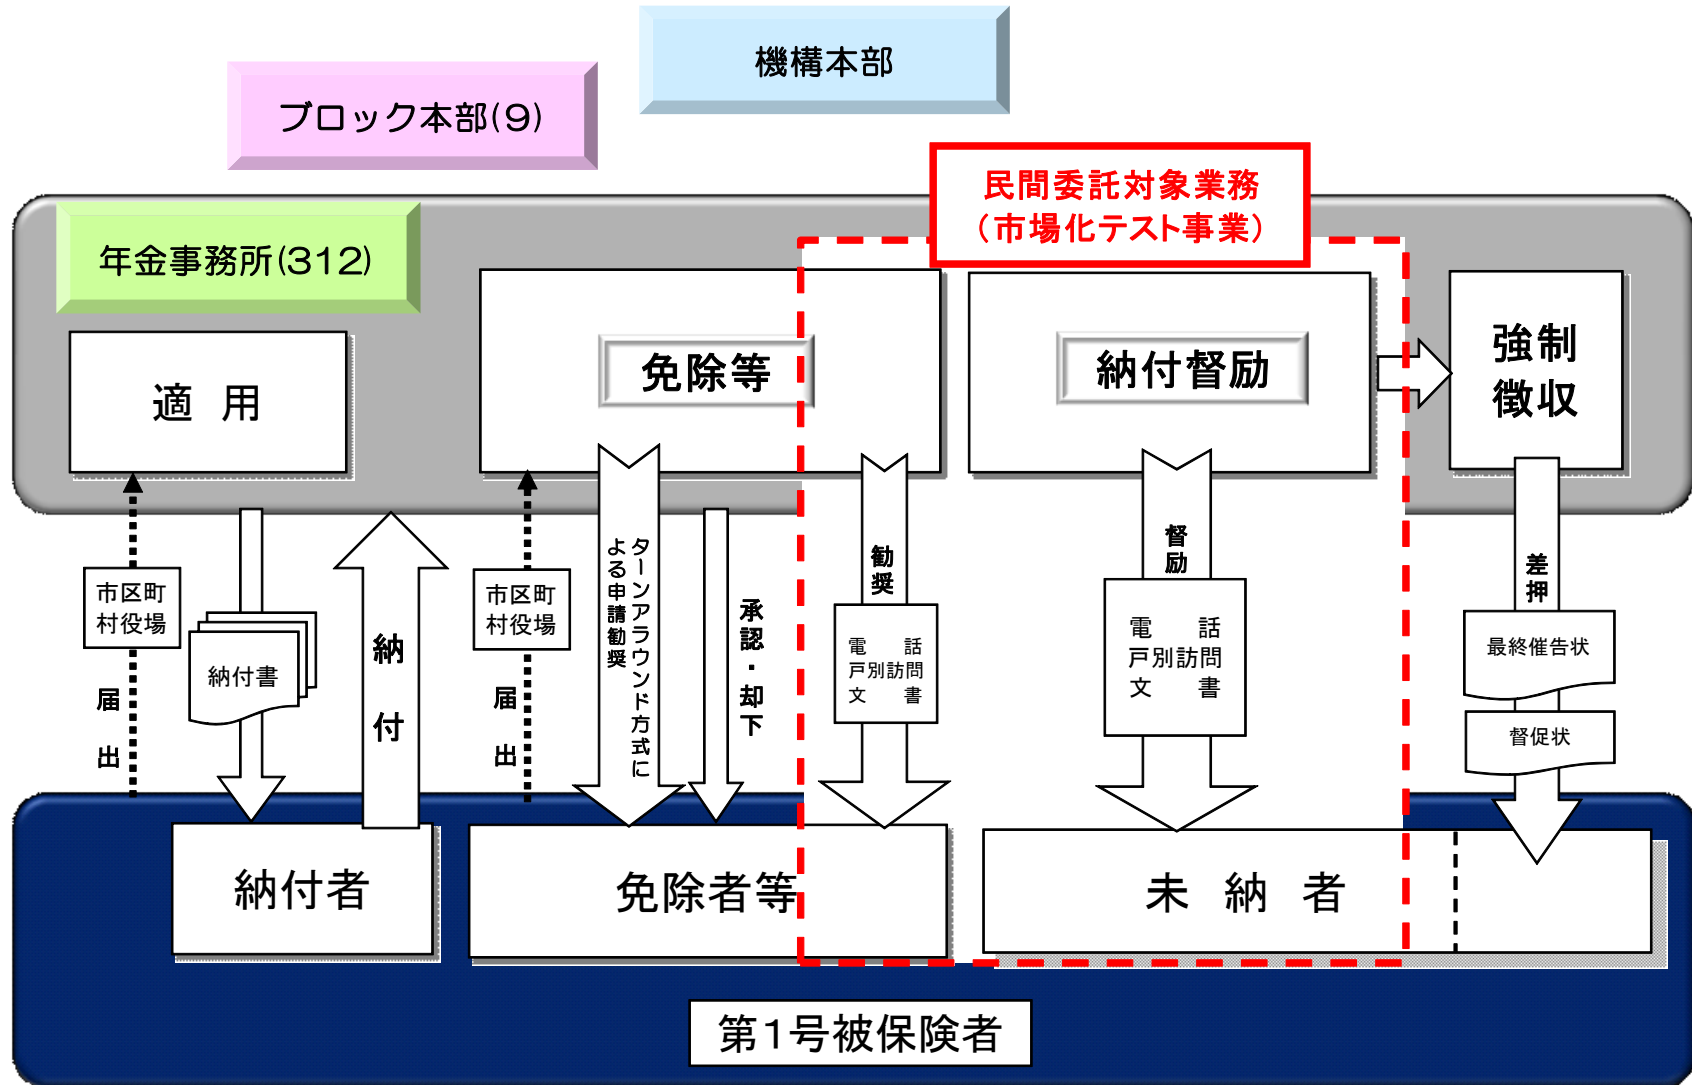 機構本部
ブロック本部(9)
民間委託対象業務
（市場化テスト事業）
年金事務所(312)
適　用
免除等
納付督励
強制
徴収
市区町
村役場
届　出
納付書
納　付
市区町
村役場
届　出
ターンアラウンド方式に
よる申請勧奨
承認・却下
勧奨
電　　話
戸別訪問
文　　書
督励
電　　話
戸別訪問
文　　書
差押
最終催告状
督促状
納付者
免除者等
未　納　者
第１号被保険者